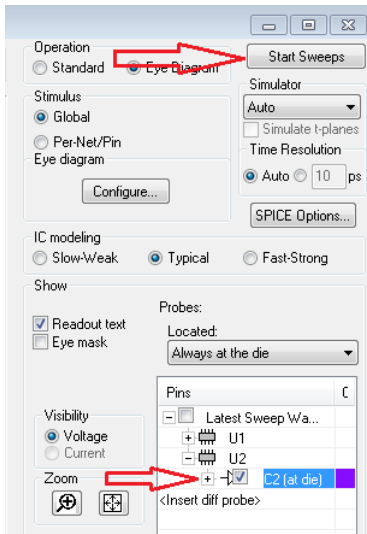 Operation
Standard
Eye Diagram
Start Sweeps
Stimulus
Global
Per-Net/Pin
Simulator
Auto
Simulate t-planes
Time Resolution
Auto
10 ps
Eye diagram
Configure...
SPICE Options...
IC modeling
Slow-Weak
Typical
Fast-Strong
Show
Readout text
Eye mask
Probes:
Located:
Always at the die
Pins
Latest Sweep Wa...
U1
U2
C2 (at die)
<Insert diff probe>
Visibility
Voltage
Current
Zoom